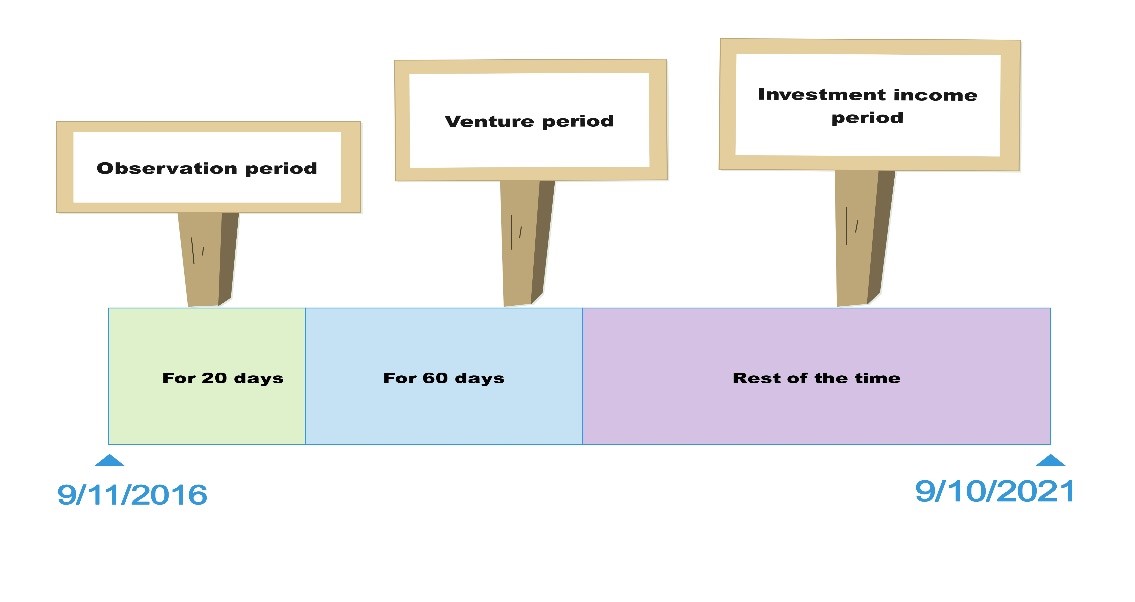 Observation period
Venture period
Investment income
period
For 20 days
For 60 days
Rest of the time
9/11/2016
9/10/2021